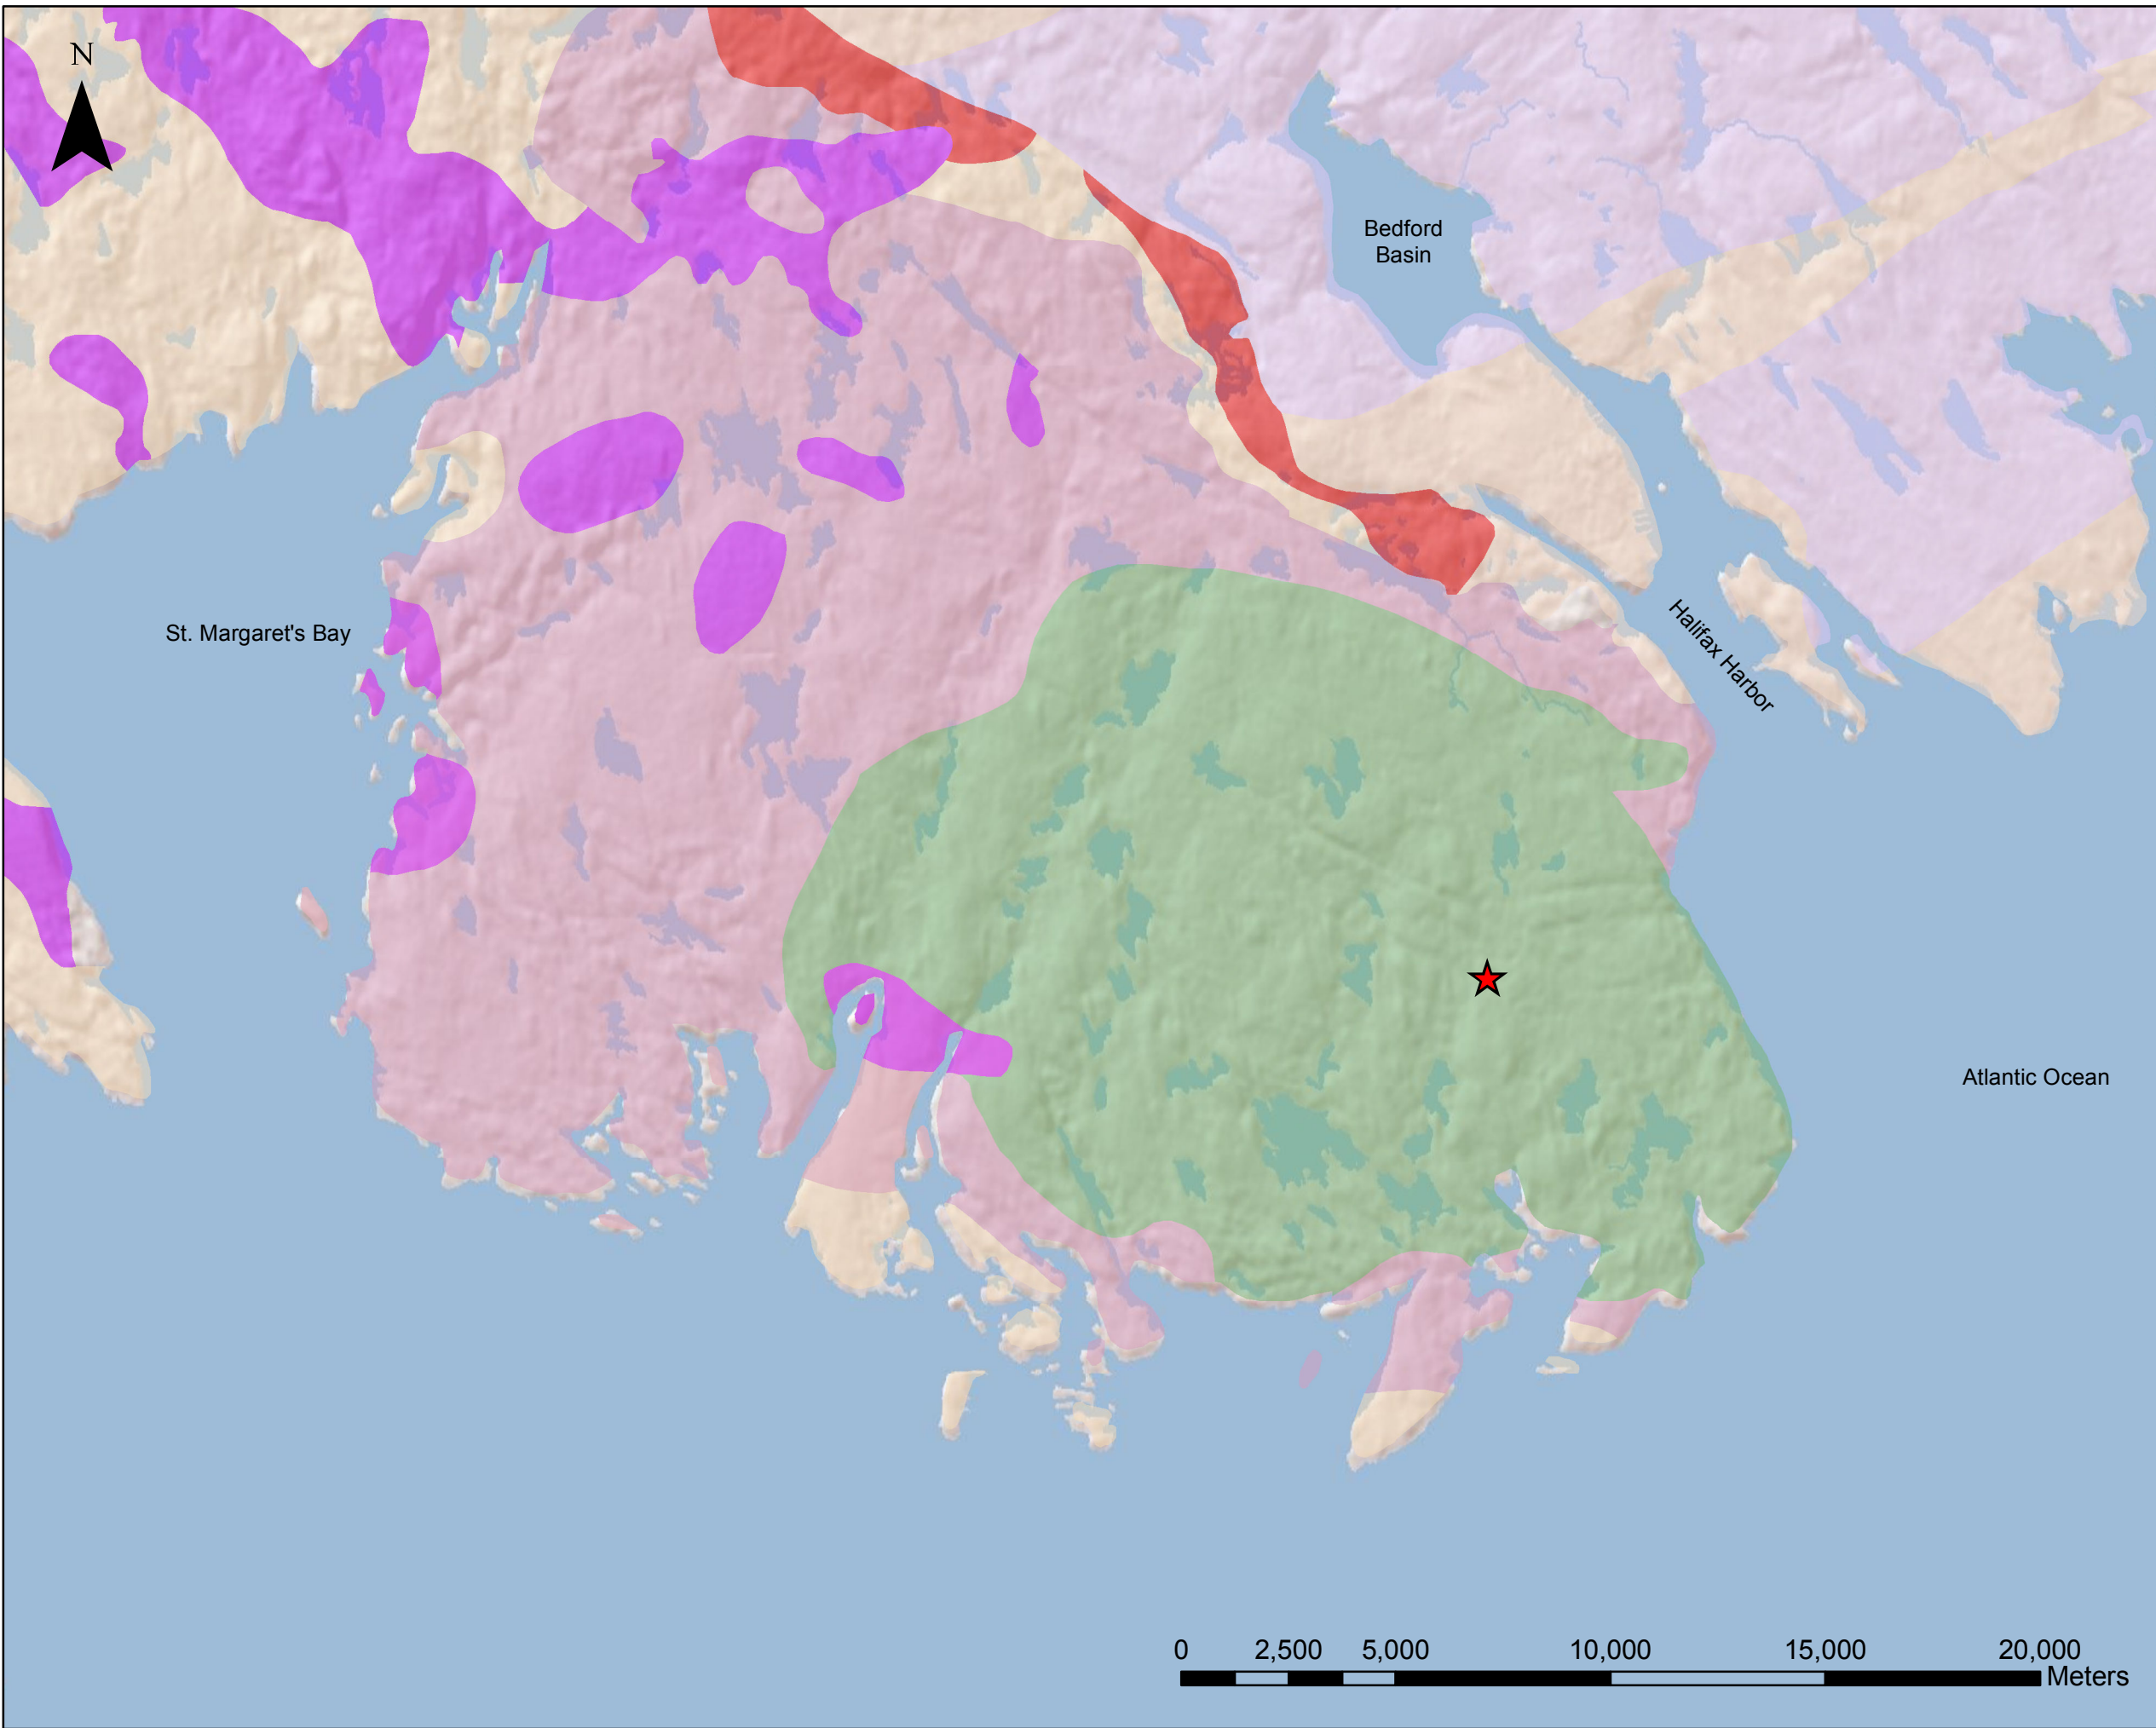 N
Bedford
Basin
St. Margaret's Bay
Halifax Harbor
Atlantic Ocean
0 2,500 5,000 10,000 15,000 20,000
Meters